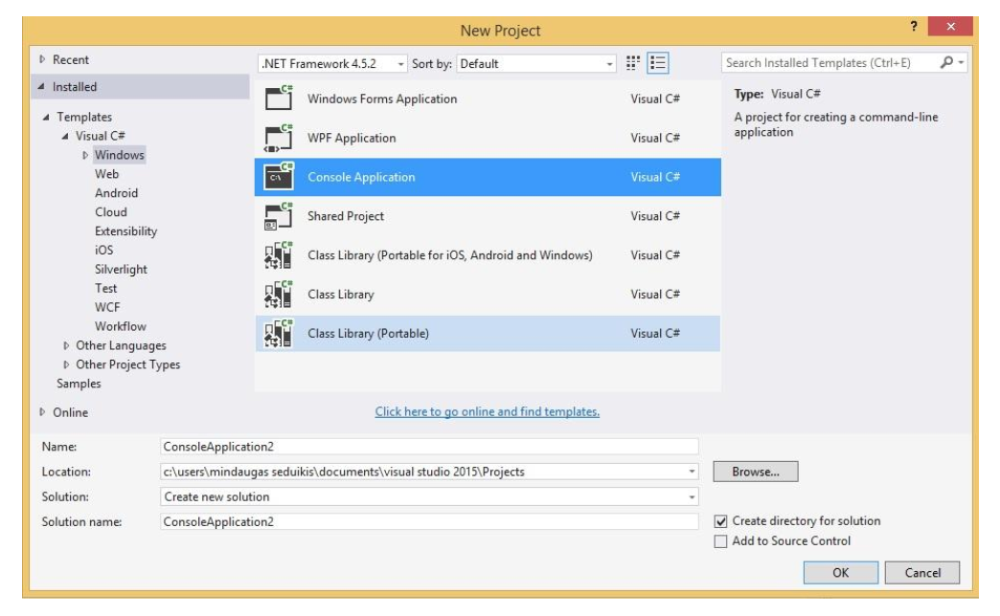 New Project
? ×
Recent
Installed
Templates
Visual C#
Windows
Web
Android
Cloud
Extensibility
iOS
Silverlight
Test
WCF
Workflow
Other Languages
Other Project Types
Samples
Online
.NET Framework 4.5.2 Sort by: Default
Windows Forms Application Visual C#
WPF Application Visual C#
Console Application Visual C#
Shared Project Visual C#
Class Library (Portable for iOS, Android and Windows) Visual C#
Class Library Visual C#
Class Library (Portable) Visual C#
Click here to go online and find templates.
Search Installed Templates (Ctrl+E)
Type: Visual C#
A project for creating a command-line
application
Name: ConsoleApplication2
Location: c:\users\mindaugas seduikis\documents\visual studio 2015\Projects Browse...
Solution: Create new solution
Solution name: ConsoleApplication2
Create directory for solution
Add to Source Control
OK Cancel